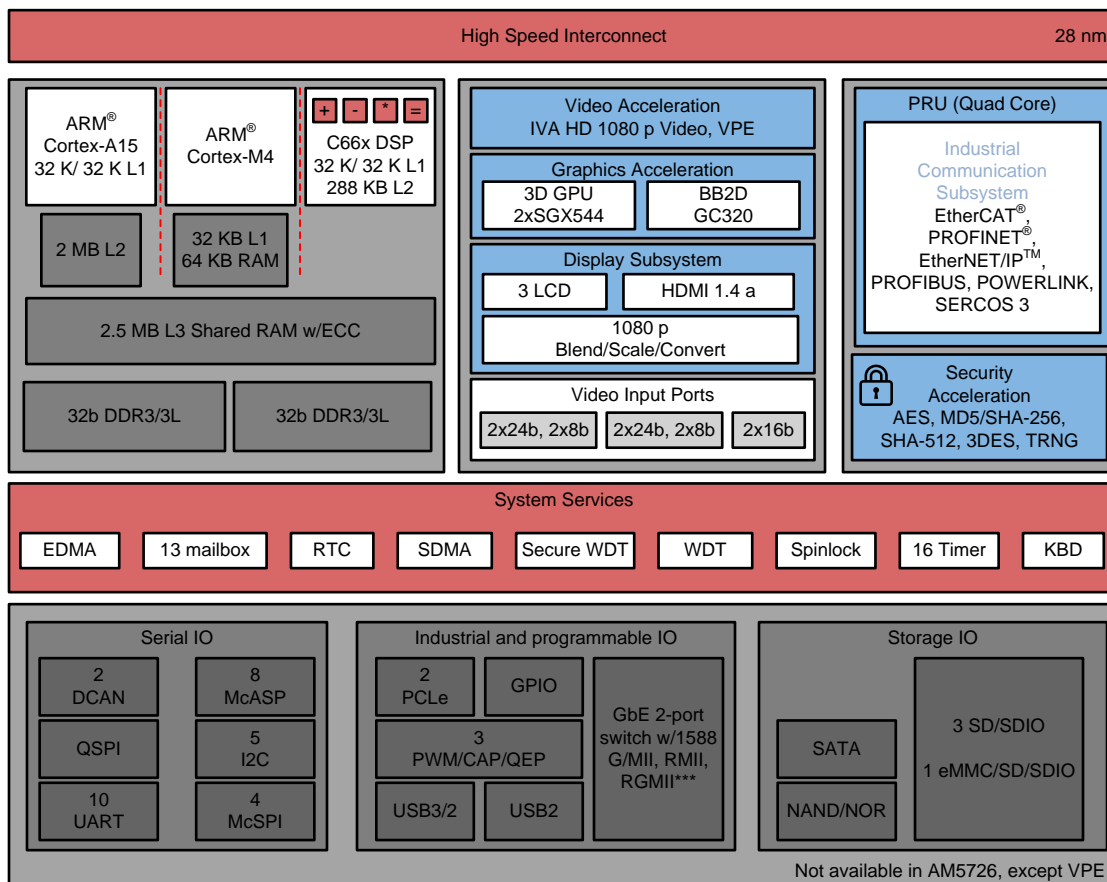 High Speed Interconnect
28 nm
ARM®
Cortex-A15
32 K/ 32 K L1
ARM®
Cortex-M4
+ - * =
C66x DSP
32 K/ 32 K L1
288 KB L2
2 MB L2
32 KB L1
64 KB RAM
2.5 MB L3 Shared RAM w/ECC
32b DDR3/3L
32b DDR3/3L
Video Acceleration
IVA HD 1080 p Video, VPE
Graphics Acceleration
3D GPU
2xSGX544
BB2D
GC320
Display Subsystem
3 LCD
HDMI 1.4 a
1080 p
Blend/Scale/Convert
Video Input Ports
2x24b, 2x8b
2x24b, 2x8b
2x16b
PRU (Quad Core)
Industrial
Communication
Subsystem
EtherCAT®,
PROFINET®,
EtherNET/IP™,
PROFIBUS, POWERLINK,
SERCOS 3
Security
Acceleration
AES, MD5/SHA-256,
SHA-512, 3DES, TRNG
System Services
EDMA
13 mailbox
RTC
SDMA
Secure WDT
WDT
Spinlock
16 Timer
KBD
Serial IO
2
DCAN
8
McASP
QSPI
5
I2C
10
UART
4
McSPI
Industrial and programmable IO
2
PCLe
GPIO
3
PWM/CAP/QEP
USB3/2
USB2
GbE 2-port
switch w/1588
G/MII, RMII,
RGMII***
Storage IO
SATA
NAND/NOR
3 SD/SDIO
1 eMMC/SD/SDIO
Not available in AM5726, except VPE